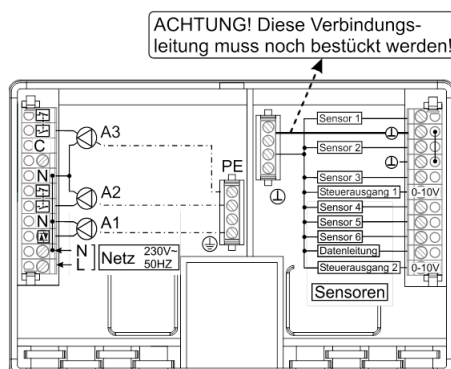 ACHTUNG! Diese Verbindungs-
leitung muss noch bestückt werden!
A3
C
N
A2
N
A1
N
L
Netz 230V~
50HZ
PE
Sensor 1
Sensor 2
Sensor 3
Steuerausgang 1
0-10V
Sensor 4
Sensor 5
Sensor 6
Datenleitung
Steuerausgang 2
0-10V
Sensoren